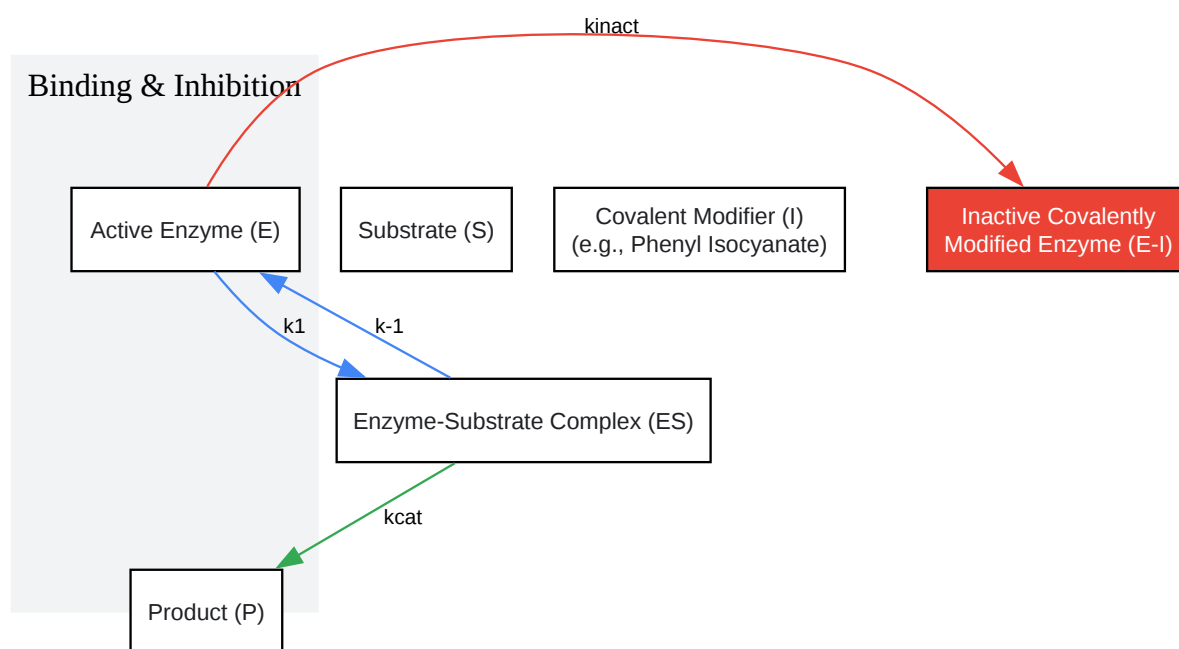 kinact
Binding & Inhibition
Active Enzyme (E)
Substrate (S)
Covalent Modifier (I)
(e.g., Phenyl Isocyanate)
Inactive Covalently
Modified Enzyme (E-I)
k1
k-1
Enzyme-Substrate Complex (ES)
kcat
Product (P)